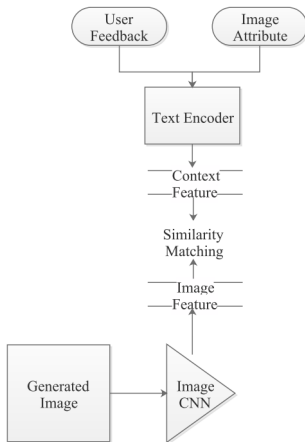 User
Feedback
Image
Attribute
Text Encoder
Context
Feature
Similarity
Matching
Image
Feature
Generated
Image
Image
CNN